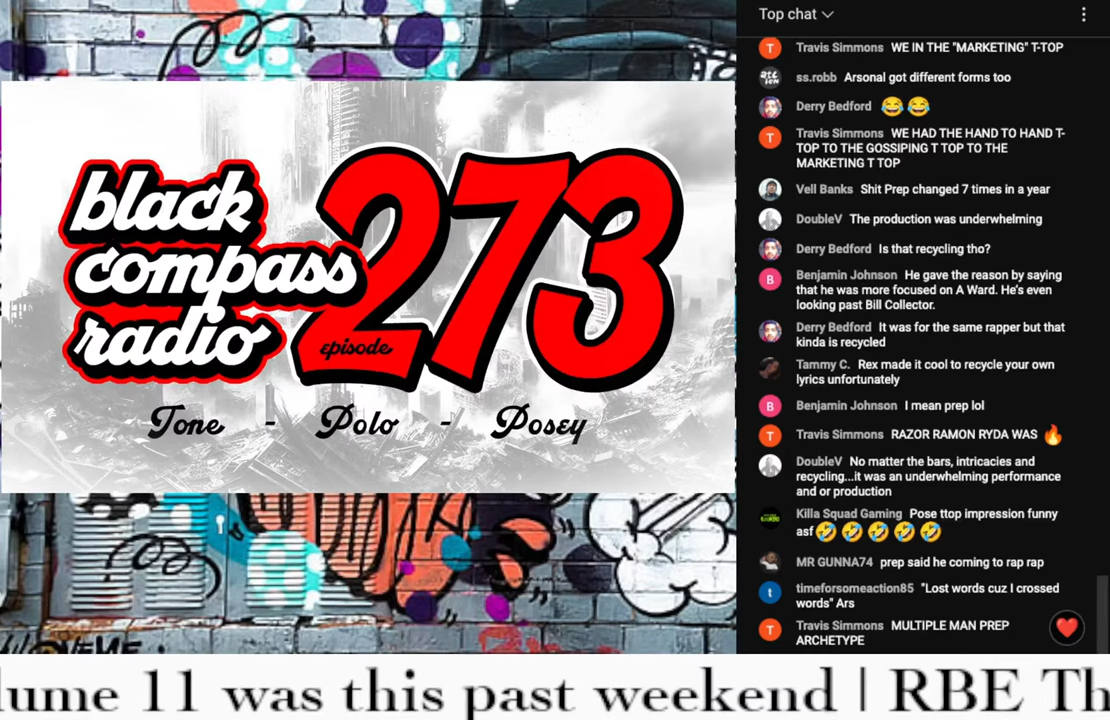 black
compass
radio
273
episode
Tone - Polo - Posey
Top chat
Travis Simmons WE IN THE "MARKETING" T-TOP
ss.robb Arsonal got different forms too
Derry Bedford 😂😂
Travis Simmons WE HAD THE HAND TO HAND T-
TOP TO THE GOSSIPING T TOP TO THE
MARKETING T TOP
Vell Banks Shit Prep changed 7 times in a year
DoubleV The production was underwhelming
Derry Bedford Is that recycling tho?
Benjamin Johnson He gave the reason by saying
that he was more focused on A Ward. He's even
looking past Bill Collector.
Derry Bedford It was for the same rapper but that
kinda is recycled
Tammy C. Rex made it cool to recycle your own
lyrics unfortunately
Benjamin Johnson I mean prep lol
Travis Simmons RAZOR RAMON RYDA WAS 🔥
DoubleV No matter the bars, intricacies and
recycling...it was an underwhelming performance
and or production
Killa Squad Gaming Pose ttop impression funny
asf 🤣🤣🤣🤣🤣
MR GUNNA74 prep said he coming to rap rap
timeforsomeaction85 "Lost words cuz I crossed
words" Ars
Travis Simmons MULTIPLE MAN PREP
ARCHETYPE
lume 11 was this past weekend | RBE Th